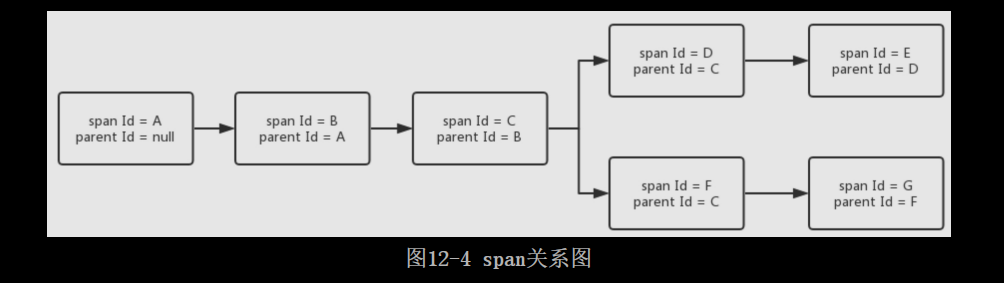 span Id = A
parent Id = null
span Id = B
parent Id = A
span Id = C
parent Id = B
span Id = D
parent Id = C
span Id = E
parent Id = D
span Id = F
parent Id = C
span Id = G
parent Id = F
图12-4 span关系图